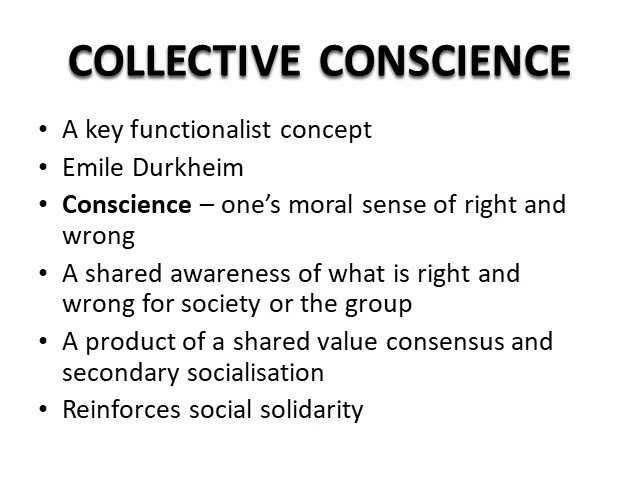 COLLECTIVE CONSCIENCE
• A key functionalist concept
• Emile Durkheim
• Conscience – one’s moral sense of right and
wrong
• A shared awareness of what is right and
wrong for society or the group
• A product of a shared value consensus and
secondary socialisation
• Reinforces social solidarity